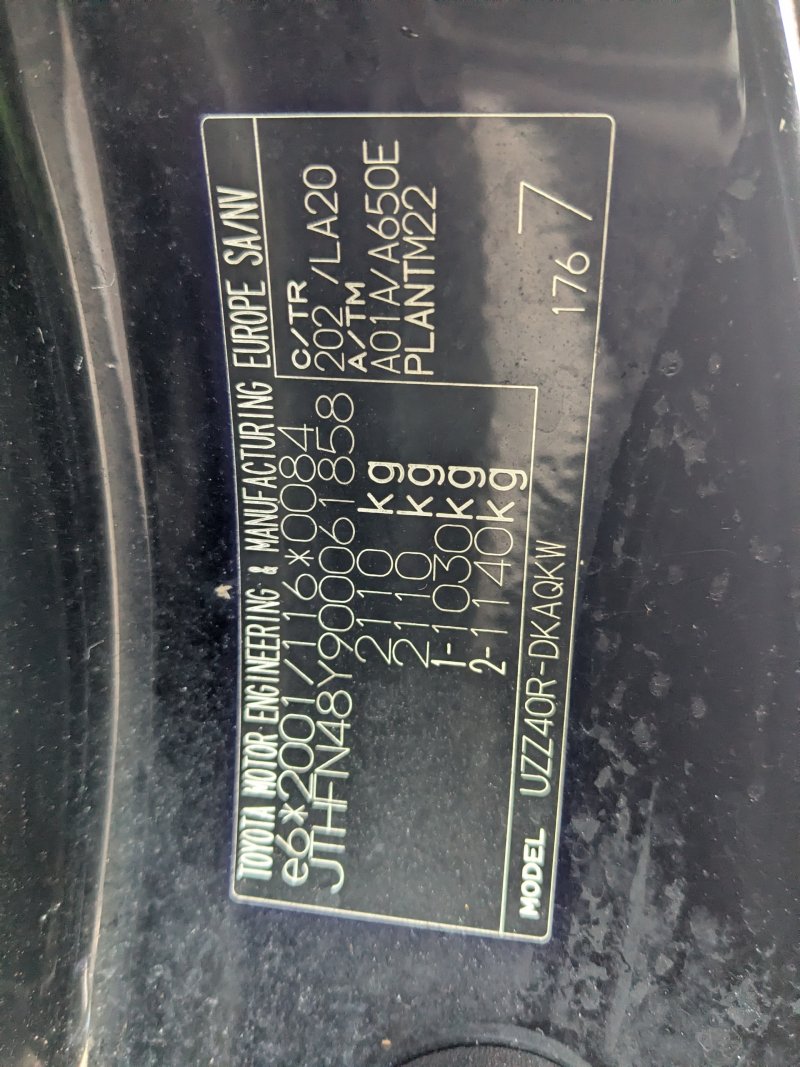 TOYOTA MOTOR ENGINEERING & MANUFACTURING EUROPE SA/NV
e6*2001/116*0084
JTHFN48Y900061858
2110 kg
2110 kg
1-1030kg
2-1140kg
C/TR
202 /LA20
A/TM
A01A/A650E
PLANTM22
MODEL UZZ40R-DKAQKW
176 7